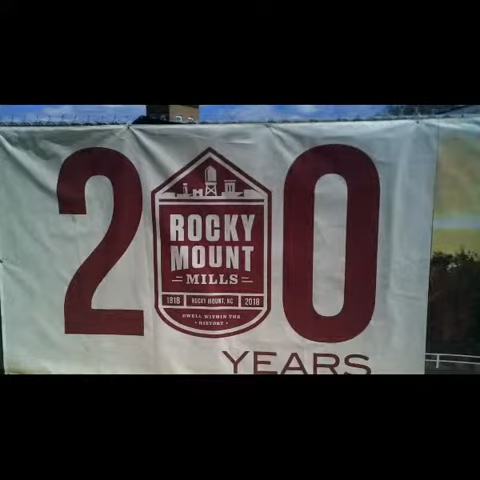 2 0
ROCKY
MOUNT
MILLS
1818 ROCKY MOUNT, NC 2018
DWELL WITHIN THE
HISTORY
YEARS